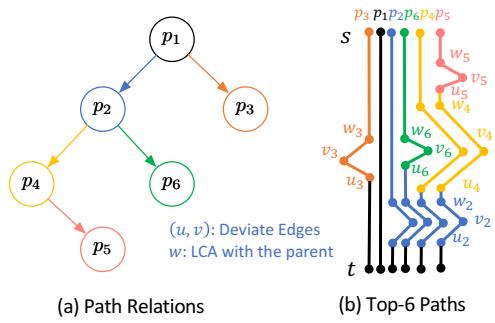 p₁
p₂
p₃
p₄
p₆
p₅
(u, v): Deviate Edges
w: LCA with the parent
(a) Path Relations
p₃ p₁ p₂ p₆ p₄ p₅
s
w₅
v₅
u₅
w₄
w₃
w₆
v₄
v₃
v₆
u₆
u₃
u₄
w₂
v₂
u₂
t
(b) Top-6 Paths